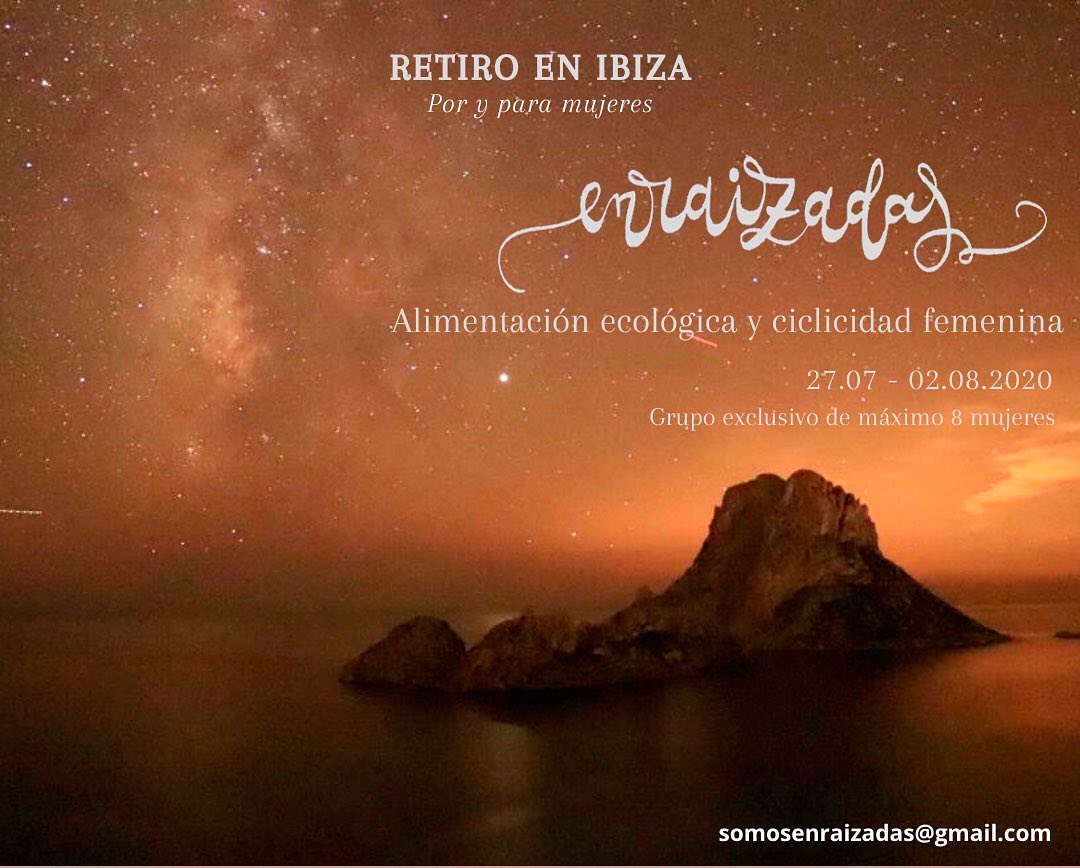 RETIRO EN IBIZA
Por y para mujeres
enraizadas
Alimentación ecológica y ciclicidad femenina
27.07 - 02.08.2020
Grupo exclusivo de máximo 8 mujeres
somosenraizadas@gmail.com